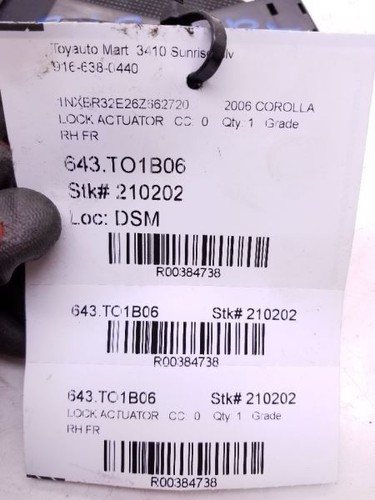 Toyauto Mart 3410 Sunrise
916-638-0440
1NXBR32E26Z662720 2006 COROLLA
LOCK ACTUATOR CC: 0 Qty. 1 Grade
RH FR
643.TO1B06
Stk# 210202
Loc: DSM
R00384738
643.TO1B06 Stk# 210202
R00384738
643.TO1B06 Stk# 210202
LOCK ACTUATOR CC: 0 Qty. 1 Grade
RH FR
R00384738